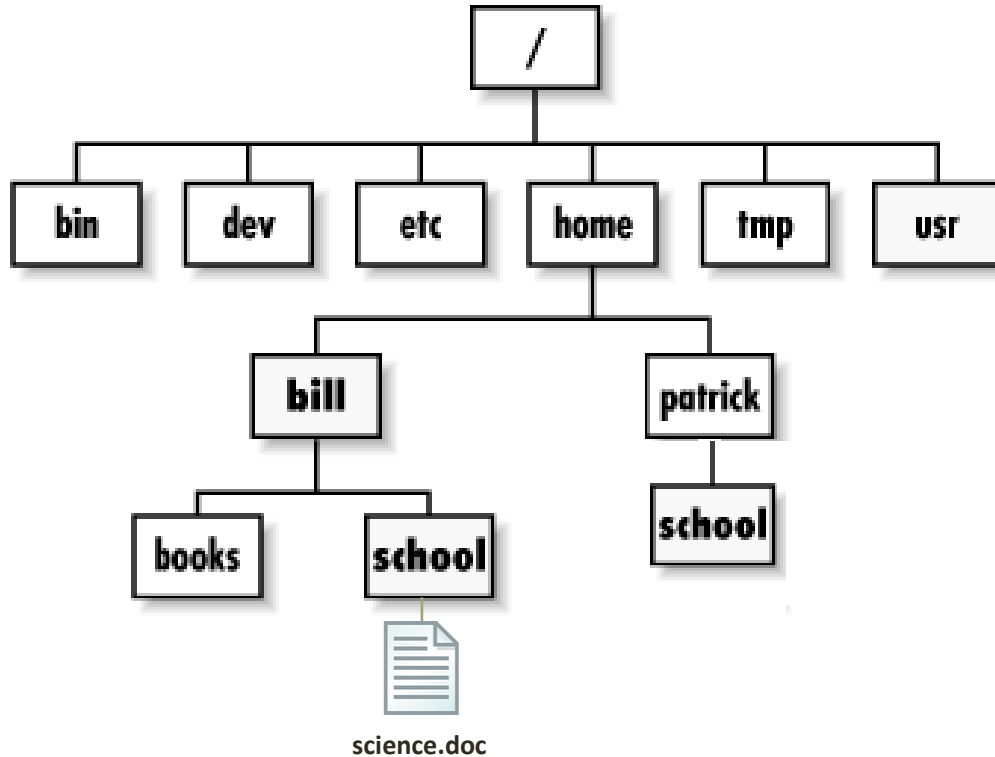 /
bin dev etc home tmp usr
bill patrick
books school school
science.doc